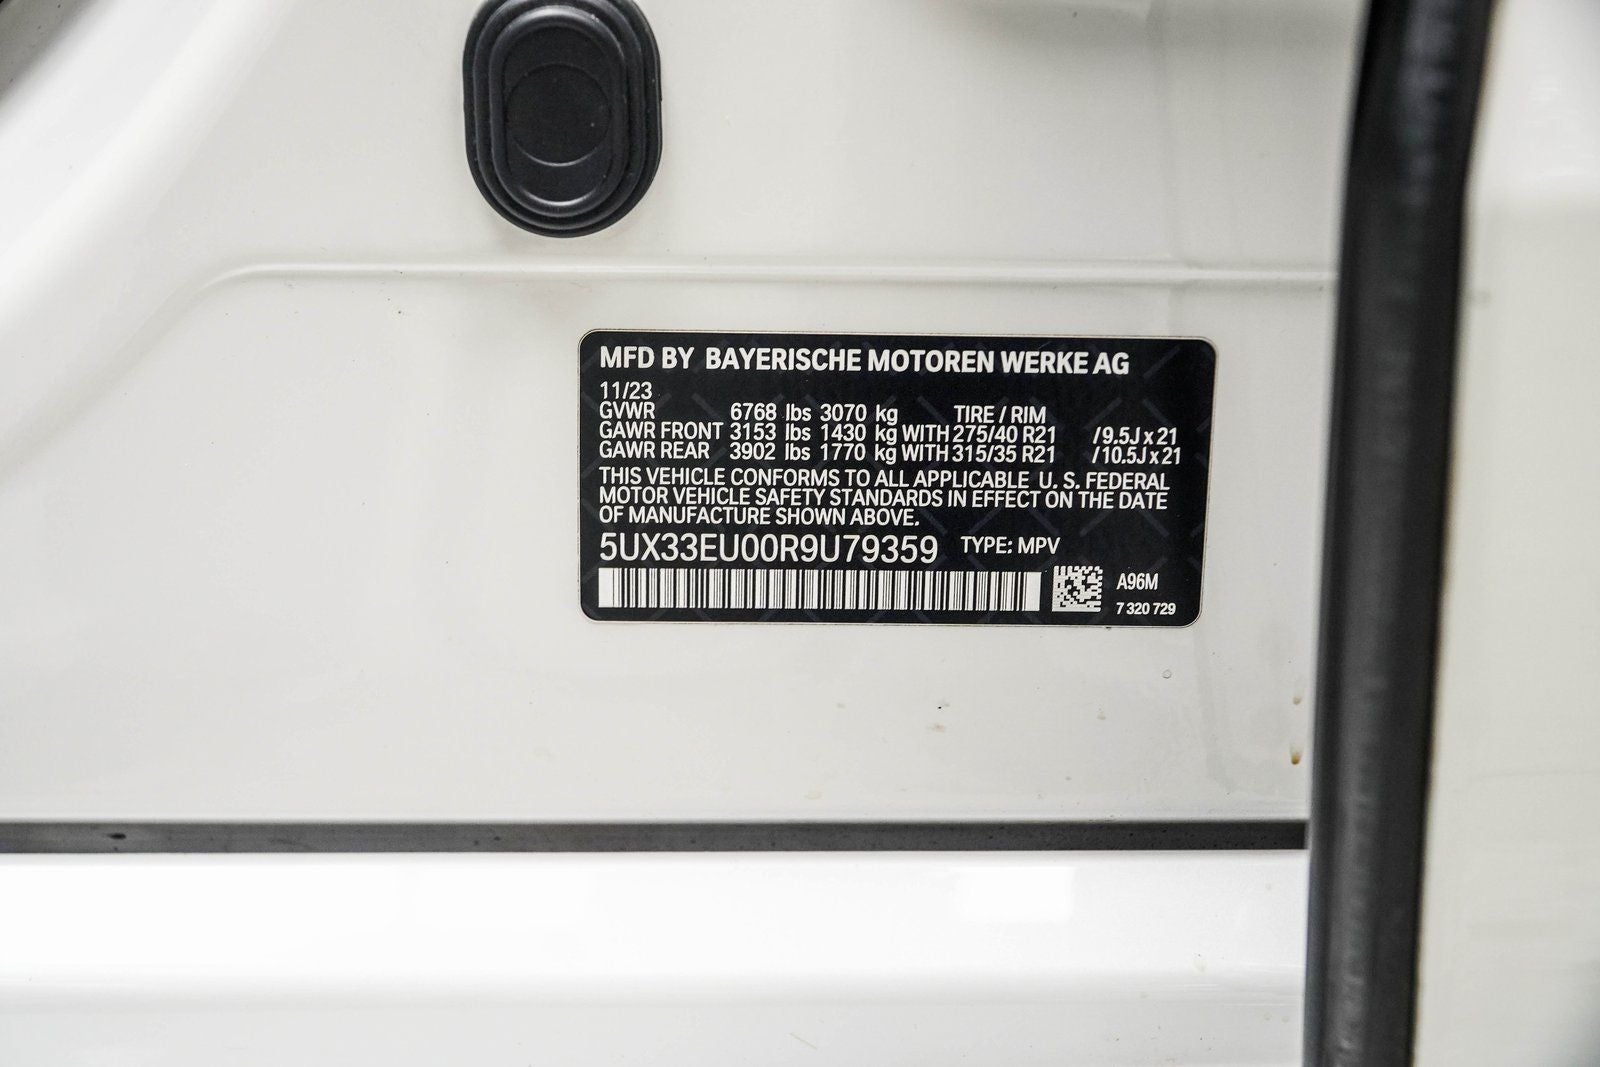 MFD BY BAYERISCHE MOTOREN WERKE AG
11/23
GVWR 6768 lbs 3070 kg TIRE / RIM
GAWR FRONT 3153 lbs 1430 kg WITH 275/40 R21 /9.5J x 21
GAWR REAR 3902 lbs 1770 kg WITH 315/35 R21 /10.5J x 21
THIS VEHICLE CONFORMS TO ALL APPLICABLE U. S. FEDERAL
MOTOR VEHICLE SAFETY STANDARDS IN EFFECT ON THE DATE
OF MANUFACTURE SHOWN ABOVE.
5UX33EU00R9U79359 TYPE: MPV
A96M
7 320 729